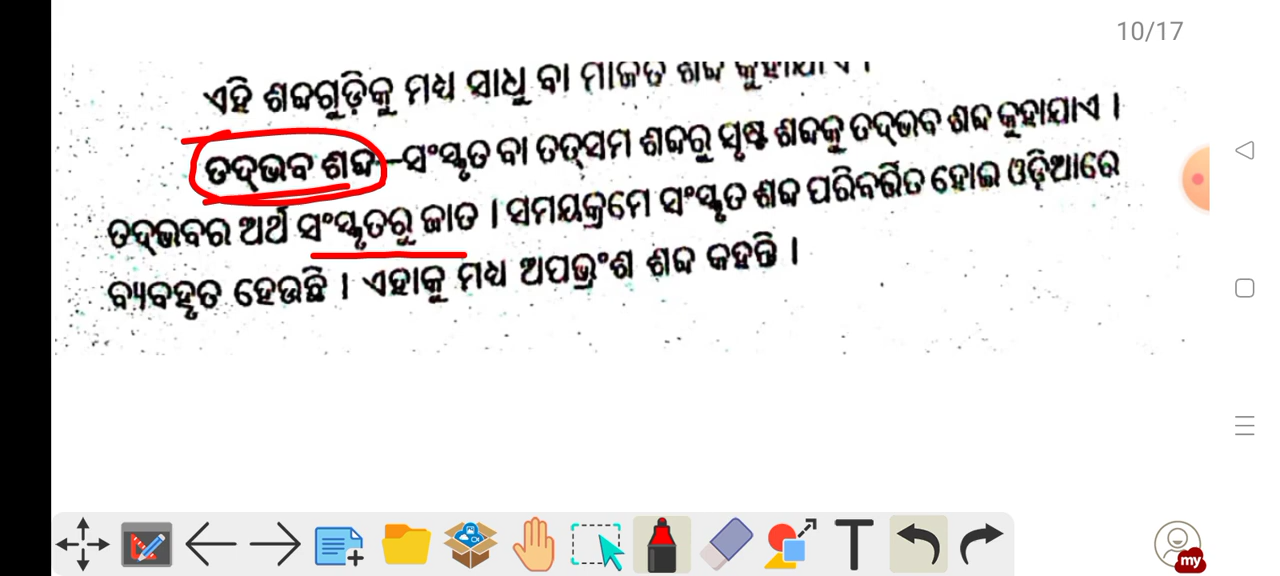 10/17
ଏହି ଶବ୍ଦଗୁଡ଼ିକୁ ମଧ୍ୟ ସାଧୁ ବା ମାର୍ଜିତ ଶବ୍ଦ କୁହାଯାଏ ।
ତଦ୍‌ଭବ ଶବ୍ଦ–ସଂସ୍କୃତ ବା ତତ୍‌ସମ ଶବ୍ଦରୁ ସୃଷ୍ଟ ଶବ୍ଦକୁ ତଦ୍‌ଭବ ଶବ୍ଦ କୁହାଯାଏ ।
ତଦ୍‌ଭବର ଅର୍ଥ ସଂସ୍କୃତରୁ ଜାତ । ସମୟକ୍ରମେ ସଂସ୍କୃତ ଶବ୍ଦ ପରିବର୍ତ୍ତିତ ହୋଇ ଓଡ଼ିଆରେ
ବ୍ୟବହୃତ ହେଉଛି । ଏହାକୁ ମଧ୍ୟ ଅପଭ୍ରଂଶ ଶବ୍ଦ କହନ୍ତି ।
T
my